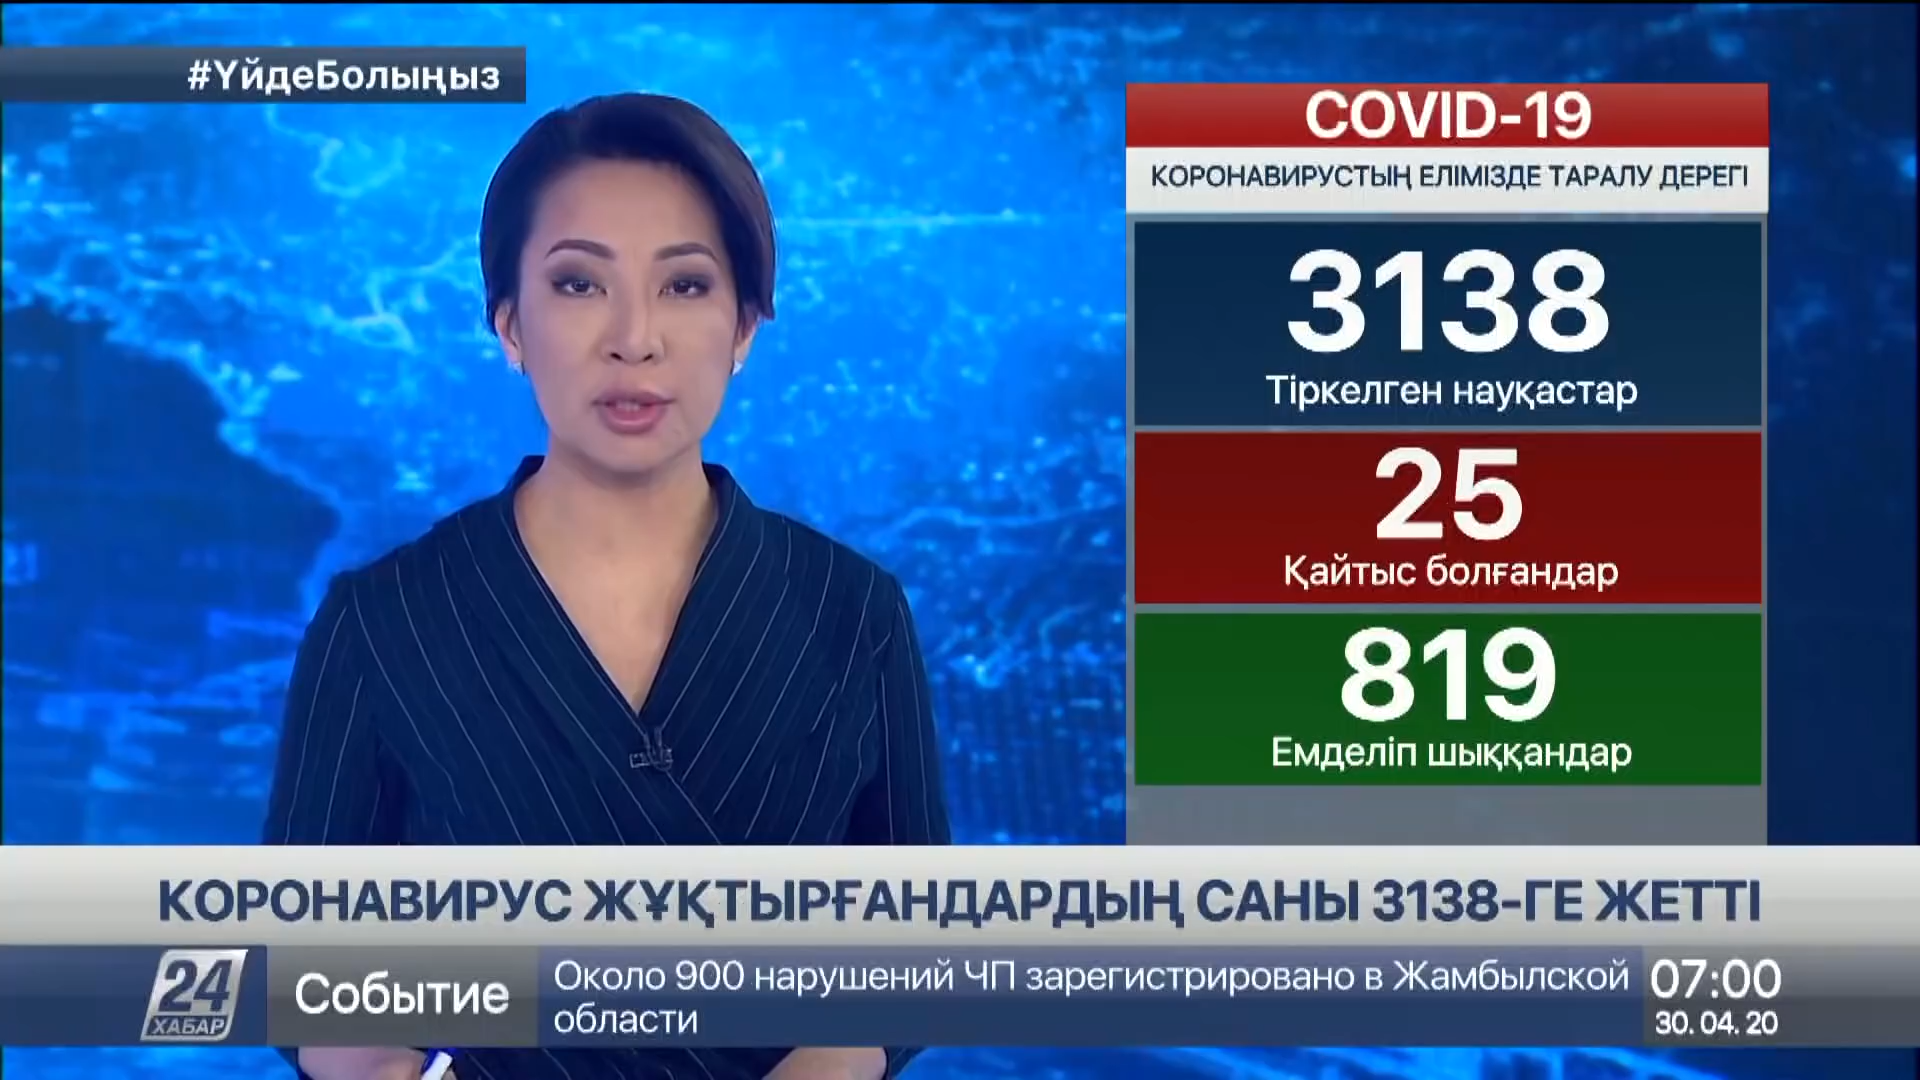 #ҮйдеБолыңыз
COVID-19
КОРОНАВИРУСТЫҢ ЕЛІМІЗДЕ ТАРАЛУ ДЕРЕГІ
3138
Тіркелген науқастар
25
Қайтыс болғандар
819
Емделіп шыққандар
КОРОНАВИРУС ЖҰҚТЫРҒАНДАРДЫҢ САНЫ 3138-ГЕ ЖЕТТІ
24
ХАБАР
Событие
Около 900 нарушений ЧП зарегистрировано в Жамбылской
области
07:00
30. 04. 20